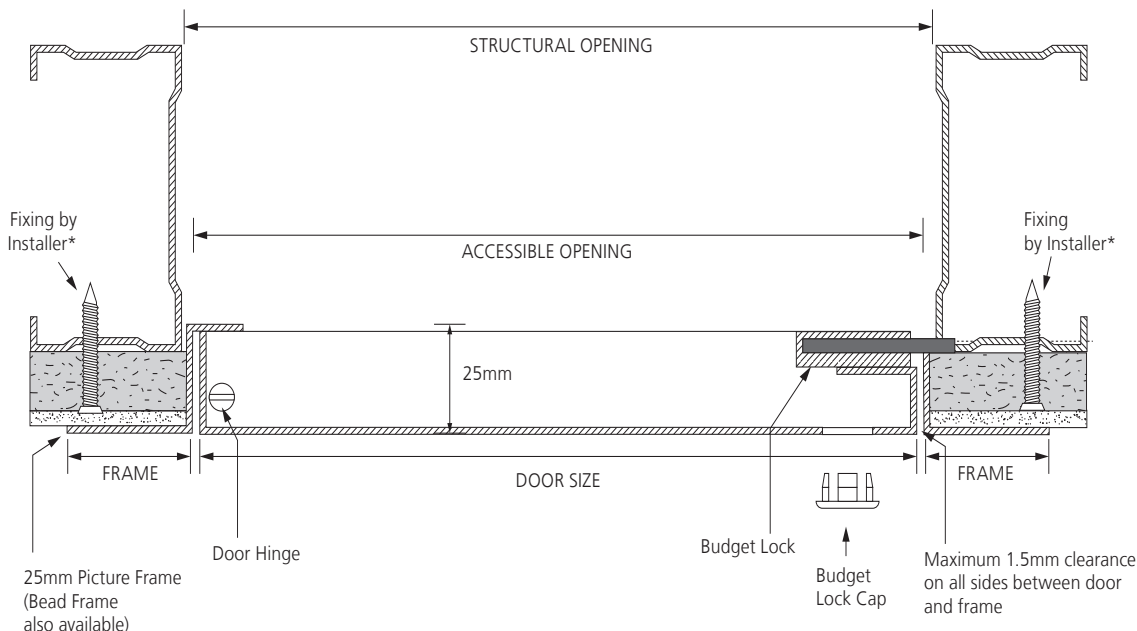 STRUCTURAL OPENING
Fixing by
Installer*
Fixing
by Installer*
ACCESSIBLE OPENING
25mm
FRAME
DOOR SIZE
FRAME
Door Hinge
Budget Lock
25mm Picture Frame
(Bead Frame
also available)
Budget
Lock Cap
Maximum 1.5mm clearance
on all sides between door
and frame